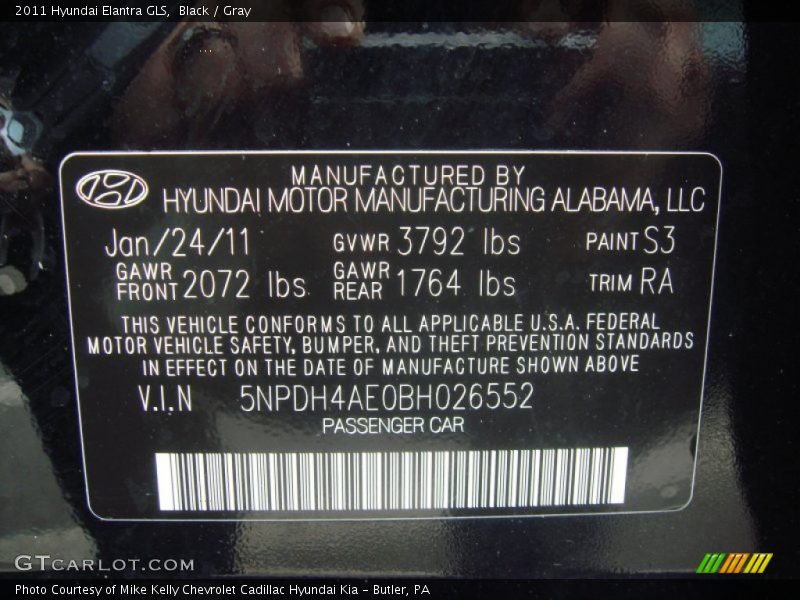 2011 Hyundai Elantra GLS, Black / Gray
MANUFACTURED BY
HYUNDAI MOTOR MANUFACTURING ALABAMA, LLC
Jan/24/11 GVWR 3792 lbs PAINT S3
GAWR FRONT 2072 lbs GAWR REAR 1764 lbs TRIM RA
THIS VEHICLE CONFORMS TO ALL APPLICABLE U.S.A. FEDERAL
MOTOR VEHICLE SAFETY, BUMPER, AND THEFT PREVENTION STANDARDS
IN EFFECT ON THE DATE OF MANUFACTURE SHOWN ABOVE
V.I.N 5NPDH4AE0BH026552
PASSENGER CAR
GTCARLOT.COM
Photo Courtesy of Mike Kelly Chevrolet Cadillac Hyundai Kia - Butler, PA